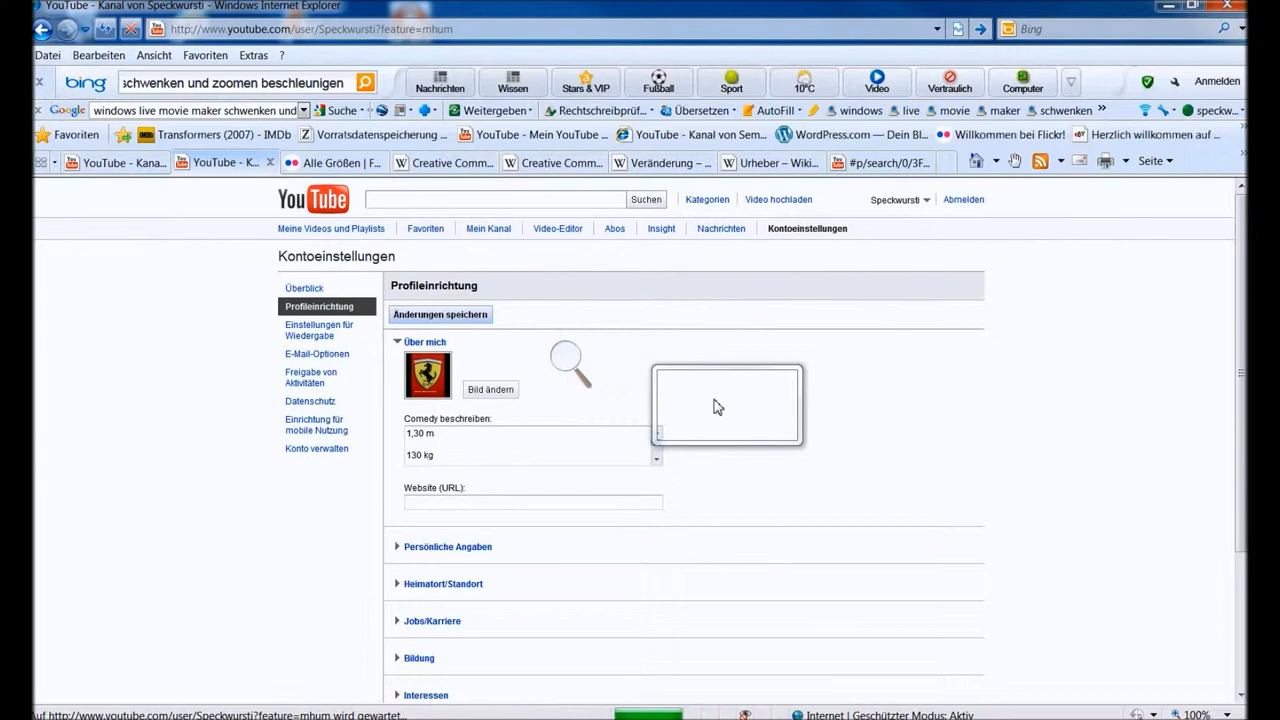 YouTube - Kanal von Speckwursti - Windows Internet Explorer
http://www.youtube.com/user/Speckwursti?feature=mhum
Bing
Datei Bearbeiten Ansicht Favoriten Extras ?
bing schwenken und zoomen beschleunigen Nachrichten Wissen Stars & VIP Fußball Sport 10°C Video Vertraulich Computer Anmelden
Google windows live movie maker schwenken und Suche Weitergeben Rechtschreibprüf... Übersetzen AutoFill windows live movie maker schwenken » speckw...
Favoriten Transformers (2007) - IMDb Vorratsdatenspeicherung ... YouTube - Mein YouTube ... YouTube - Kanal von Sem... WordPress.com — Dein Bl... Willkommen bei Flickr! Herzlich willkommen auf ...
YouTube - Kana... YouTube - K... x Alle Größen | F... Creative Comm... Creative Comm... Veränderung – ... Urheber – Wiki... #p/search/0/3F... Seite
YouTube Suchen Kategorien Video hochladen Speckwursti Abmelden
Meine Videos und Playlists Favoriten Mein Kanal Video-Editor Abos Insight Nachrichten Kontoeinstellungen
Kontoeinstellungen
Überblick
Profileinrichtung
Einstellungen für
Wiedergabe
E-Mail-Optionen
Freigabe von
Aktivitäten
Datenschutz
Einrichtung für
mobile Nutzung
Konto verwalten
Profileinrichtung
Änderungen speichern
Über mich
Bild ändern
Comedy beschreiben:
1,30 m
130 kg
Website (URL):
Persönliche Angaben
Heimatort/Standort
Jobs/Karriere
Bildung
Interessen
Auf http://www.youtube.com/user/Speckwursti?feature=mhum wird gewartet... Internet | Geschützter Modus: Aktiv 100%